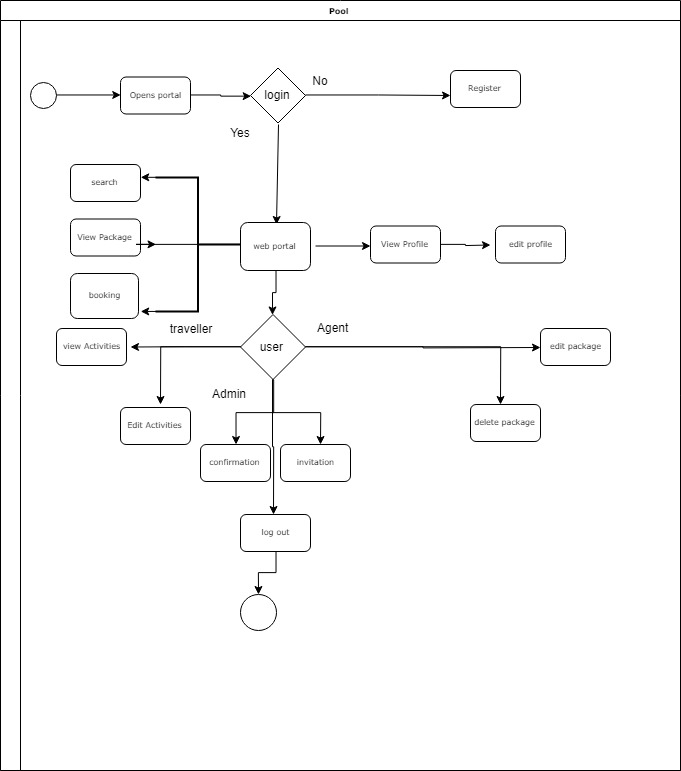 Pool
Opens portal
login
No
Register
Yes
search
View Package
booking
web portal
View Profile
edit profile
traveller
Agent
view Activities
user
edit package
Admin
Edit Activities
delete package
confirmation
invitation
log out